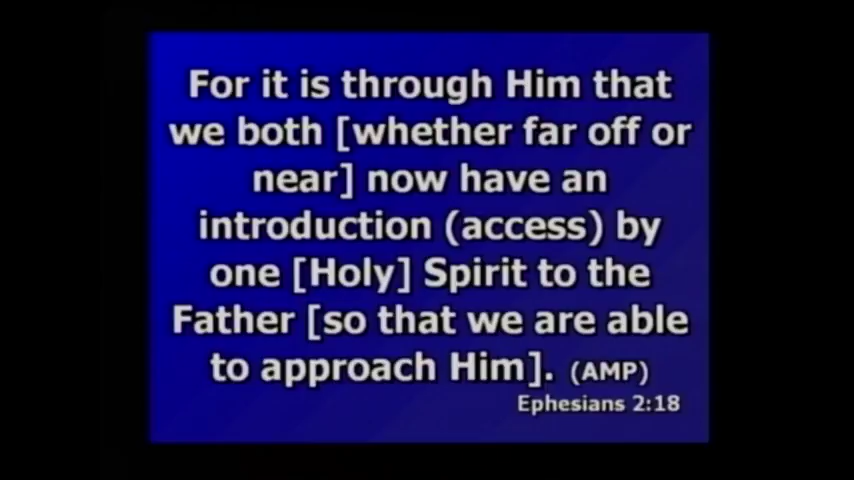 For it is through Him that
we both [whether far off or
near] now have an
introduction (access) by
one [Holy] Spirit to the
Father [so that we are able
to approach Him]. (AMP)
Ephesians 2:18